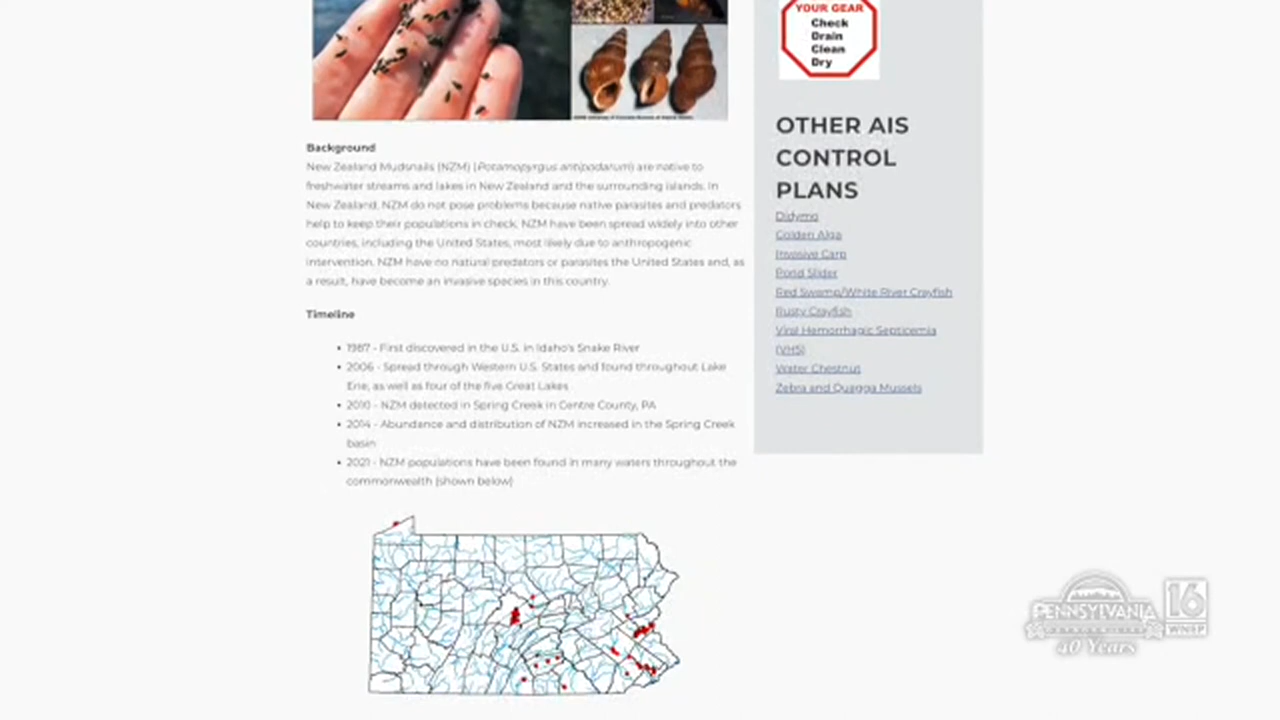 YOUR GEAR
Check
Drain
Clean
Dry
Background
New Zealand Mudsnails (NZM) (Potamopyrgus antipodarum) are native to
freshwater streams and lakes in New Zealand and the surrounding islands. In
New Zealand, NZM do not pose problems because native parasites and predators
help to keep their populations in check. NZM have been spread widely into other
countries, including the United States, most likely due to anthropogenic
intervention. NZM have no natural predators or parasites the United States and, as
a result, have become an invasive species in this country.
Timeline
• 1987 - First discovered in the U.S. in Idaho's Snake River
• 2006 - Spread through Western U.S. States and found throughout Lake
Erie, as well as four of the five Great Lakes
• 2010 - NZM detected in Spring Creek in Centre County, PA
• 2014 - Abundance and distribution of NZM increased in the Spring Creek
basin
• 2021 - NZM populations have been found in many waters throughout the
commonwealth (shown below)
OTHER AIS
CONTROL
PLANS
Didymo
Golden Alga
Invasive Carp
Pond Slider
Red Swamp/White River Crayfish
Rusty Crayfish
Viral Hemorrhagic Septicemia
(VHS)
Water Chestnut
Zebra and Quagga Mussels
PENNSYLVANIA
40 Years
16
WNEP